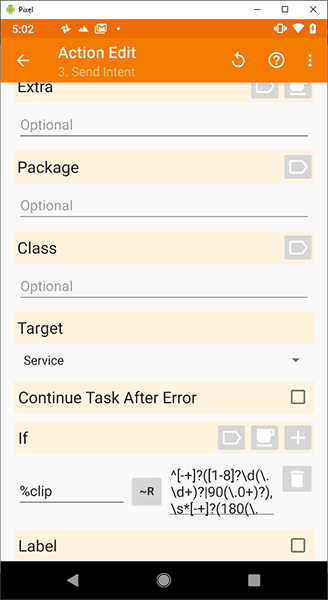 Pixel
5:02
Action Edit
3. Send Intent
Extra
Optional
Package
Optional
Class
Optional
Target
Service
Continue Task After Error
If
%clip
~R
^[-+]?([1-8]?\d(\.
\d+)?|90(\.0+)?),
\s*[-+]?(180(\.
Label